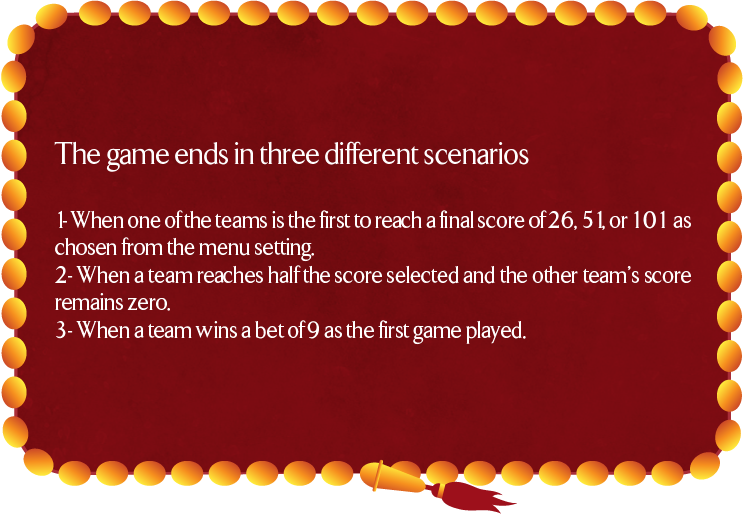 The game ends in three different scenarios
1- When one of the teams is the first to reach a final score of 26, 51, or 101 as
chosen from the menu setting.
2- When a team reaches half the score selected and the other team's score
remains zero.
3- When a team wins a bet of 9 as the first game played.